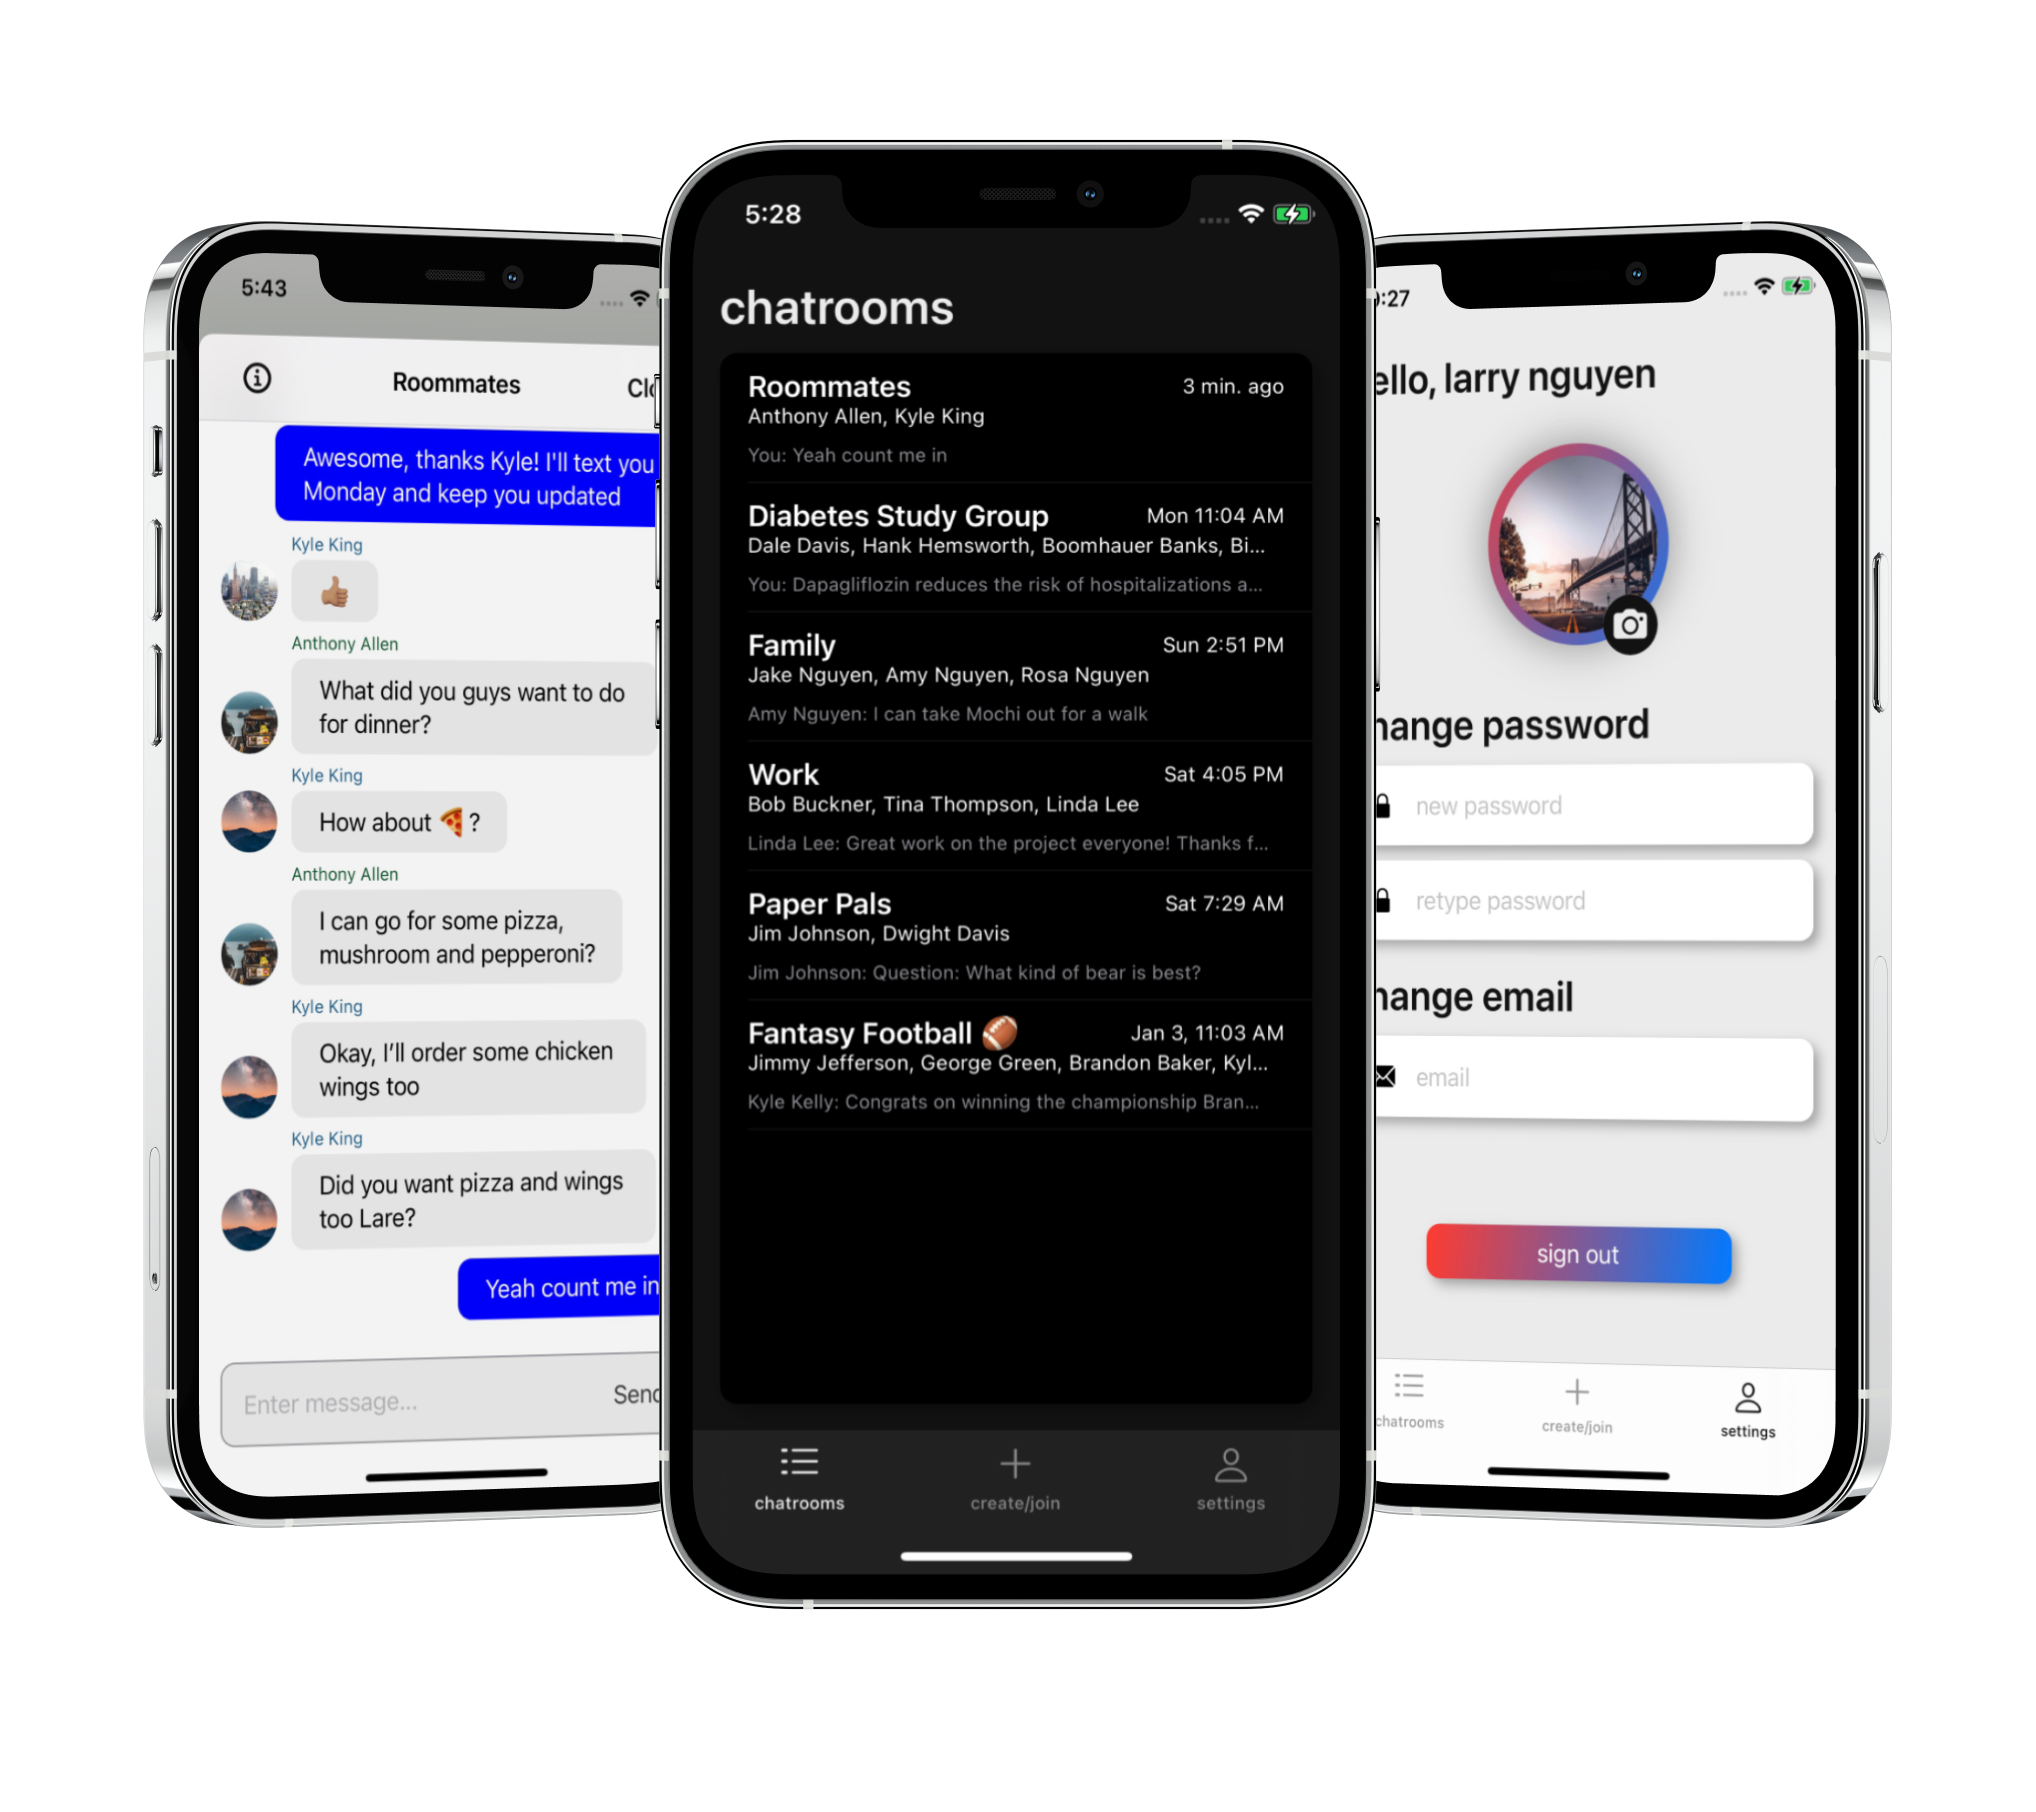 5:43
Roommates
Awesome, thanks Kyle! I'll text you
Monday and keep you updated
Kyle King
👍🏽
Anthony Allen
What did you guys want to do
for dinner?
Kyle King
How about 🍕?
Anthony Allen
I can go for some pizza,
mushroom and pepperoni?
Kyle King
Okay, I’ll order some chicken
wings too
Kyle King
Did you want pizza and wings
too Lare?
Yeah count me in
Enter message...
Send
5:28
chatrooms
Roommates 3 min. ago
Anthony Allen, Kyle King
You: Yeah count me in
Diabetes Study Group Mon 11:04 AM
Dale Davis, Hank Hemsworth, Boomhauer Banks, Bi...
You: Dapagliflozin reduces the risk of hospitalizations a...
Family Sun 2:51 PM
Jake Nguyen, Amy Nguyen, Rosa Nguyen
Amy Nguyen: I can take Mochi out for a walk
Work Sat 4:05 PM
Bob Buckner, Tina Thompson, Linda Lee
Linda Lee: Great work on the project everyone! Thanks f...
Paper Pals Sat 7:29 AM
Jim Johnson, Dwight Davis
Jim Johnson: Question: What kind of bear is best?
Fantasy Football 🏈 Jan 3, 11:03 AM
Jimmy Jefferson, George Green, Brandon Baker, Kyl...
Kyle Kelly: Congrats on winning the championship Bran...
chatrooms create/join settings
:27
ello, larry nguyen
hange password
new password
retype password
hange email
email
sign out
chatrooms create/join settings